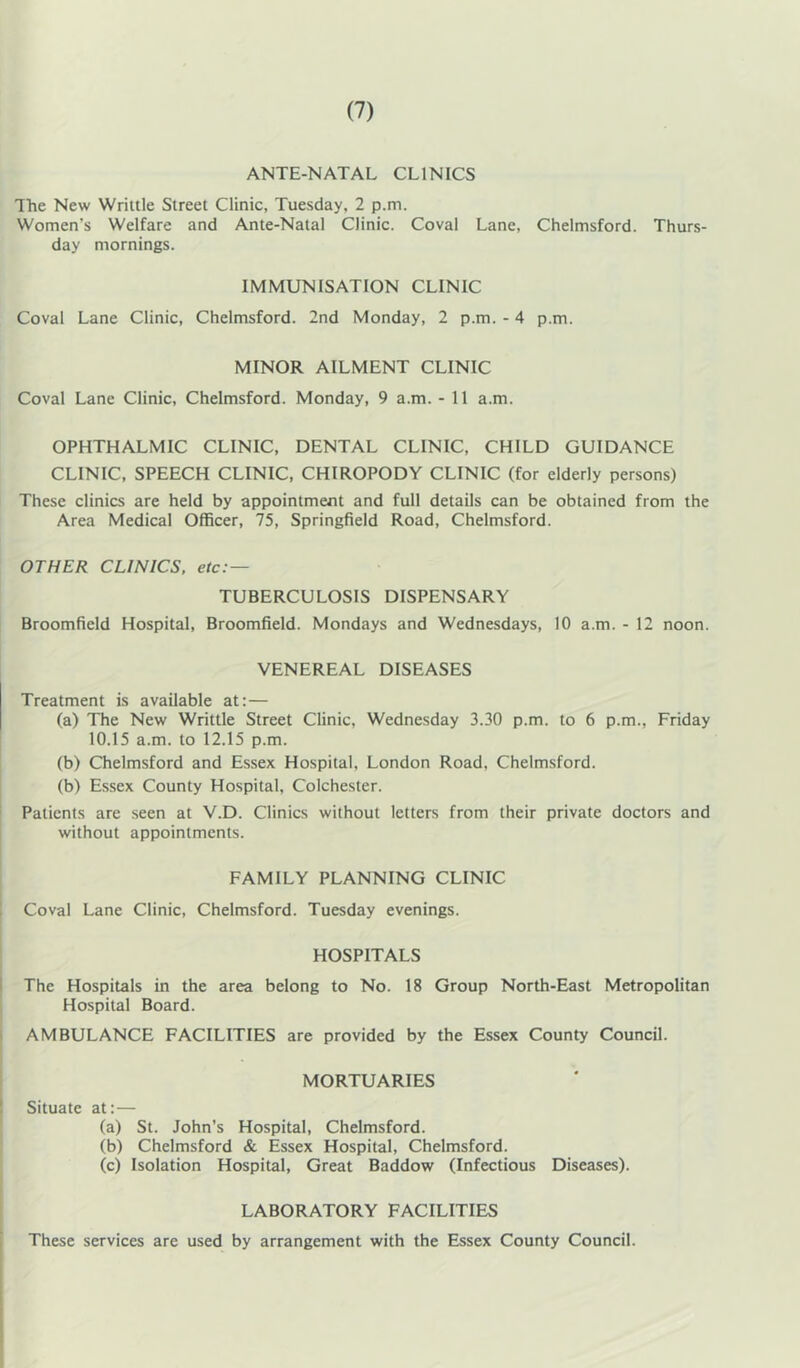 (7)
ANTE-NATAL CLINICS
The New Writtle Street Clinic, Tuesday, 2 p.m.
Women's Welfare and Ante-Natal Clinic. Coval Lane, Chelmsford. Thurs-
day mornings.
IMMUNISATION CLINIC
Coval Lane Clinic, Chelmsford. 2nd Monday, 2 p.m. - 4 p.m.
MINOR AILMENT CLINIC
Coval Lane Clinic, Chelmsford. Monday, 9 a.m. - 11 a.m.
OPHTHALMIC CLINIC, DENTAL CLINIC, CHILD GUIDANCE
CLINIC, SPEECH CLINIC, CHIROPODY CLINIC (for elderly persons)
These clinics are held by appointment and full details can be obtained from the
Area Medical Officer, 75, Springfield Road, Chelmsford.
OTHER CLINICS, etc:—
TUBERCULOSIS DISPENSARY
Broomfield Hospital, Broomfield. Mondays and Wednesdays, 10 a.m. - 12 noon.
VENEREAL DISEASES
Treatment is available at:—
(a) The New Writtle Street Clinic, Wednesday 3.30 p.m. to 6 p.m., Friday
10.15 a.m. to 12.15 p.m.
(b) Chelmsford and Essex Hospital, London Road, Chelmsford.
(b) Essex County Hospital, Colchester.
Patients are seen at V.D. Clinics without letters from their private doctors and
without appointments.
FAMILY PLANNING CLINIC
Coval Lane Clinic, Chelmsford. Tuesday evenings.
HOSPITALS
The Hospitals in the area belong to No. 18 Group North-East Metropolitan
Hospital Board.
AMBULANCE FACILITIES are provided by the Essex County Council.
MORTUARIES
Situate at:—
(a) St. John's Hospital, Chelmsford.
(b) Chelmsford & Essex Hospital, Chelmsford.
(c) Isolation Hospital, Great Baddow (Infectious Diseases).
LABORATORY FACILITIES
These services are used by arrangement with the Essex County Council.